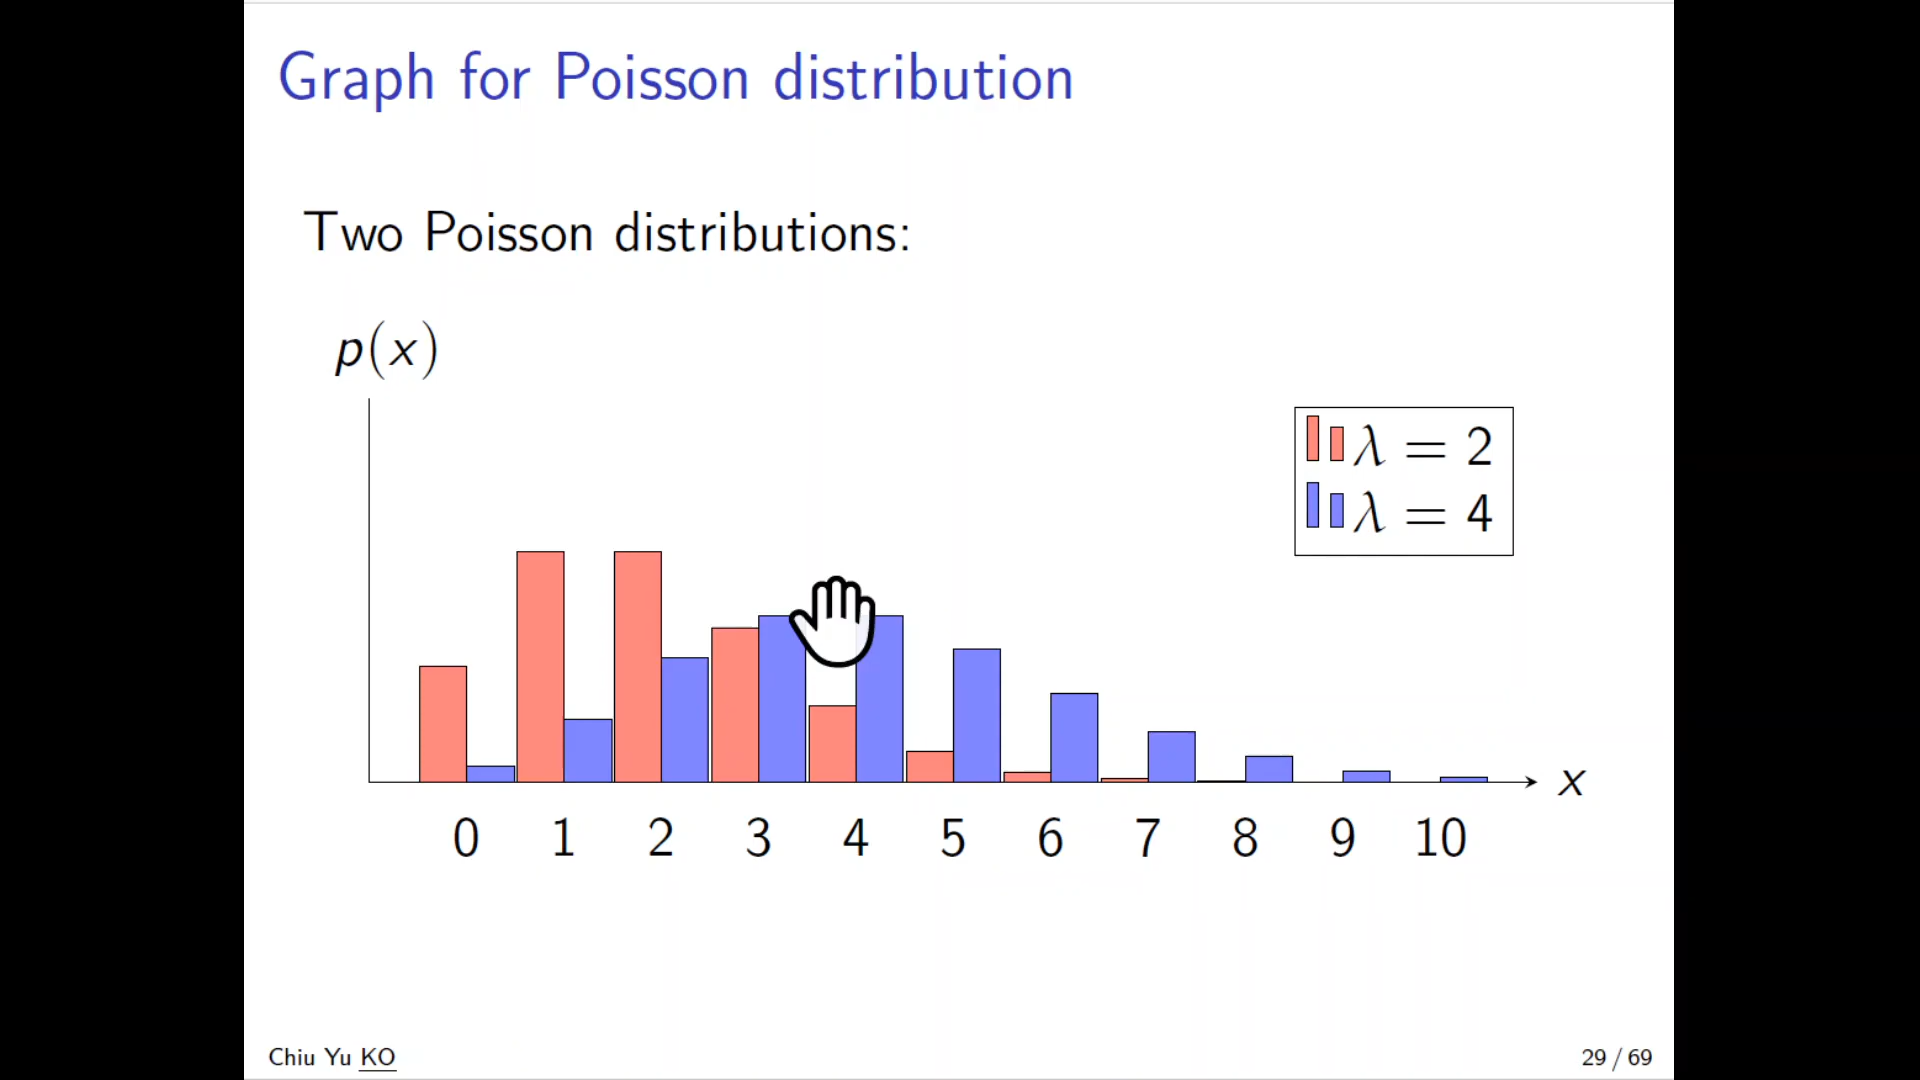 Graph for Poisson distribution
Two Poisson distributions:
p(x)
λ = 2
λ = 4
x
0 1 2 3 4 5 6 7 8 9 10
Chiu Yu KO
29 / 69